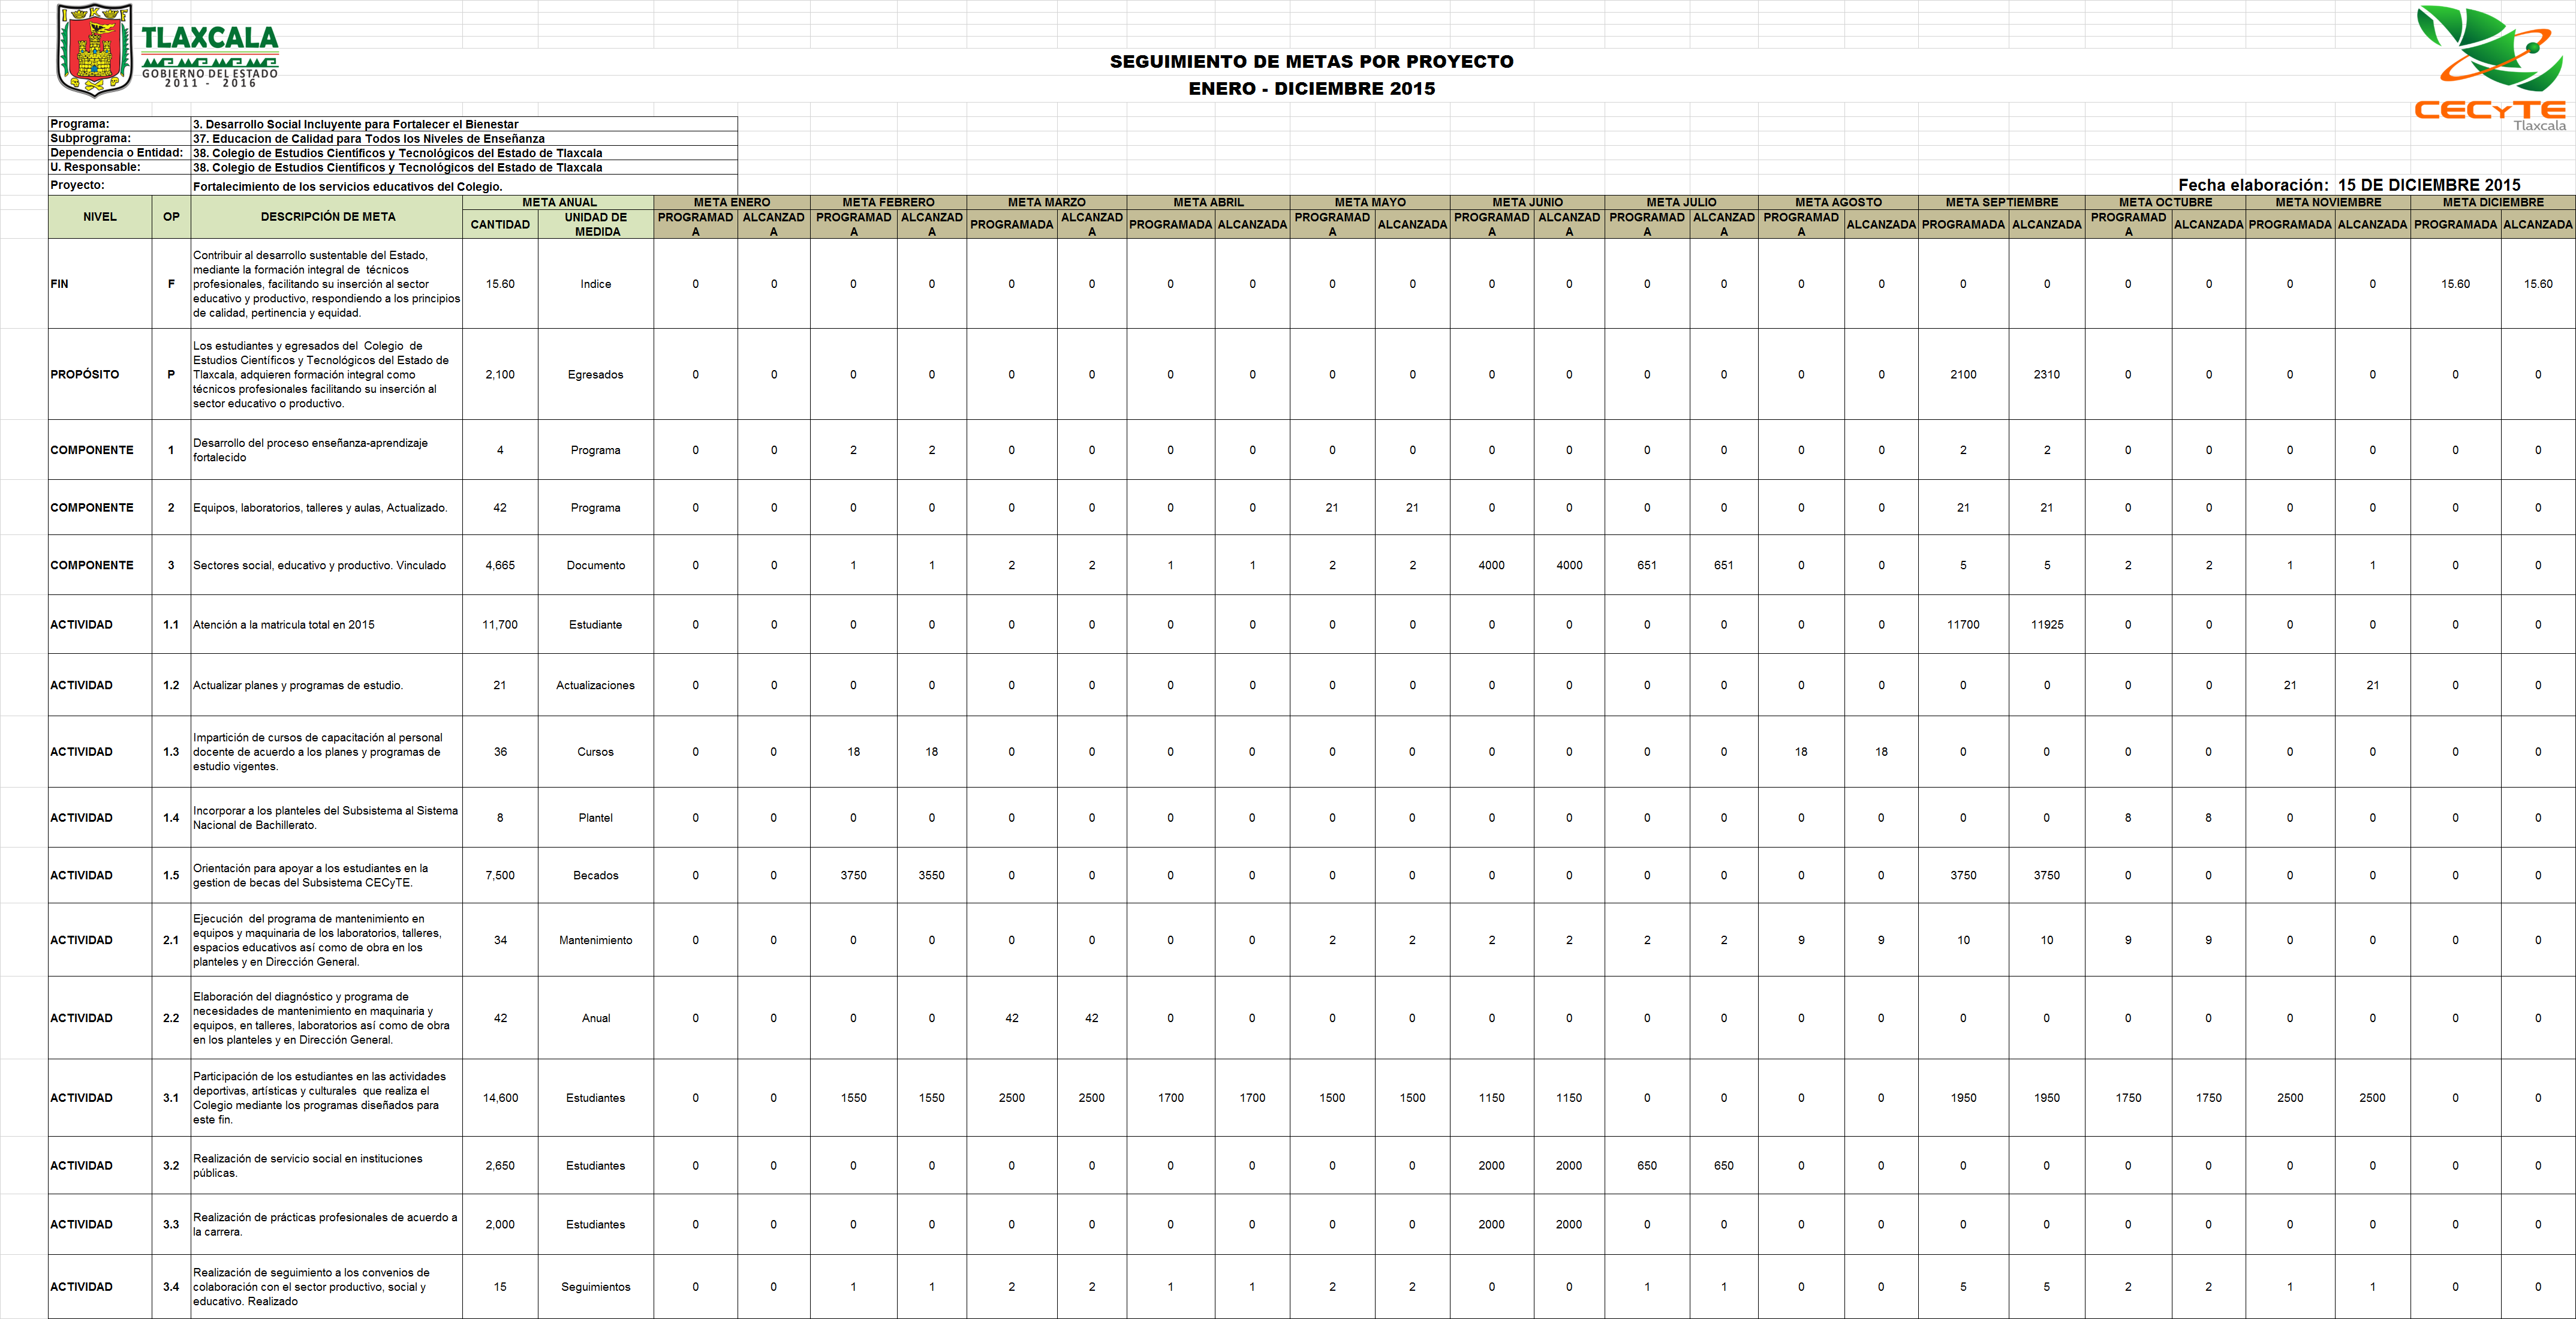 I K F
TLAXCALA
GOBIERNO DEL ESTADO
2011 - 2016
SEGUIMIENTO DE METAS POR PROYECTO
ENERO - DICIEMBRE 2015
CECyTE
Tlaxcala
Programa: 3. Desarrollo Social Incluyente para Fortalecer el Bienestar
Subprograma: 37. Educacion de Calidad para Todos los Niveles de Enseñanza
Dependencia o Entidad: 38. Colegio de Estudios Científicos y Tecnológicos del Estado de Tlaxcala
U. Responsable: 38. Colegio de Estudios Científicos y Tecnológicos del Estado de Tlaxcala
Proyecto: Fortalecimiento de los servicios educativos del Colegio.
Fecha elaboración: 15 DE DICIEMBRE 2015
NIVEL OP DESCRIPCIÓN DE META META ANUAL META ENERO META FEBRERO META MARZO META ABRIL META MAYO META JUNIO META JULIO META AGOSTO META SEPTIEMBRE META OCTUBRE META NOVIEMBRE META DICIEMBRE
CANTIDAD UNIDAD DE MEDIDA PROGRAMADA ALCANZADA PROGRAMADA ALCANZADA PROGRAMADA ALCANZADA PROGRAMADA ALCANZADA PROGRAMADA ALCANZADA PROGRAMADA ALCANZADA PROGRAMADA ALCANZADA PROGRAMADA ALCANZADA PROGRAMADA ALCANZADA PROGRAMADA ALCANZADA PROGRAMADA ALCANZADA PROGRAMADA ALCANZADA
Contribuir al desarrollo sustentable del Estado,
mediante la formación integral de técnicos
FIN F profesionales, facilitando su inserción al sector 15.60 Indice 0 0 0 0 0 0 0 0 0 0 0 0 0 0 0 0 0 0 0 0 0 0 15.60 15.60
educativo y productivo, respondiendo a los principios
de calidad, pertinencia y equidad.
Los estudiantes y egresados del Colegio de
Estudios Científicos y Tecnológicos del Estado de
PROPÓSITO P Tlaxcala, adquieren formación integral como 2,100 Egresados 0 0 0 0 0 0 0 0 0 0 0 0 0 0 0 0 2100 2310 0 0 0 0 0 0
técnicos profesionales facilitando su inserción al
sector educativo o productivo.
COMPONENTE 1 Desarrollo del proceso enseñanza-aprendizaje 4 Programa 0 0 2 2 0 0 0 0 0 0 0 0 0 0 0 0 2 2 0 0 0 0 0 0
fortalecido
COMPONENTE 2 Equipos, laboratorios, talleres y aulas, Actualizado. 42 Programa 0 0 0 0 0 0 0 0 21 21 0 0 0 0 0 0 21 21 0 0 0 0 0 0
COMPONENTE 3 Sectores social, educativo y productivo. Vinculado 4,665 Documento 0 0 1 1 2 2 1 1 2 2 4000 4000 651 651 0 0 5 5 2 2 1 1 0 0
ACTIVIDAD 1.1 Atención a la matricula total en 2015 11,700 Estudiante 0 0 0 0 0 0 0 0 0 0 0 0 0 0 0 0 11700 11925 0 0 0 0 0 0
ACTIVIDAD 1.2 Actualizar planes y programas de estudio. 21 Actualizaciones 0 0 0 0 0 0 0 0 0 0 0 0 0 0 0 0 0 0 0 0 21 21 0 0
Impartición de cursos de capacitación al personal
ACTIVIDAD 1.3 docente de acuerdo a los planes y programas de 36 Cursos 0 0 18 18 0 0 0 0 0 0 0 0 0 0 18 18 0 0 0 0 0 0 0 0
estudio vigentes.
ACTIVIDAD 1.4 Incorporar a los planteles del Subsistema al Sistema 8 Plantel 0 0 0 0 0 0 0 0 0 0 0 0 0 0 0 0 0 0 8 8 0 0 0 0
Nacional de Bachillerato.
ACTIVIDAD 1.5 Orientación para apoyar a los estudiantes en la 7,500 Becados 0 0 3750 3550 0 0 0 0 0 0 0 0 0 0 0 0 3750 3750 0 0 0 0 0 0
gestion de becas del Subsistema CECyTE.
Ejecución del programa de mantenimiento en
equipos y maquinaria de los laboratorios, talleres,
ACTIVIDAD 2.1 espacios educativos así como de obra en los 34 Mantenimiento 0 0 0 0 0 0 0 0 2 2 2 2 2 2 9 9 10 10 9 9 0 0 0 0
planteles y en Dirección General.
Elaboración del diagnóstico y programa de
necesidades de mantenimiento en maquinaria y
ACTIVIDAD 2.2 equipos, en talleres, laboratorios así como de obra 42 Anual 0 0 0 0 42 42 0 0 0 0 0 0 0 0 0 0 0 0 0 0 0 0 0 0
en los planteles y en Dirección General.
Participación de los estudiantes en las actividades
deportivas, artísticas y culturales que realiza el
ACTIVIDAD 3.1 Colegio mediante los programas diseñados para 14,600 Estudiantes 0 0 1550 1550 2500 2500 1700 1700 1500 1500 1150 1150 0 0 0 0 1950 1950 1750 1750 2500 2500 0 0
este fin.
ACTIVIDAD 3.2 Realización de servicio social en instituciones 2,650 Estudiantes 0 0 0 0 0 0 0 0 0 0 2000 2000 650 650 0 0 0 0 0 0 0 0 0 0
públicas.
ACTIVIDAD 3.3 Realización de prácticas profesionales de acuerdo a 2,000 Estudiantes 0 0 0 0 0 0 0 0 0 0 2000 2000 0 0 0 0 0 0 0 0 0 0 0 0
la carrera.
Realización de seguimiento a los convenios de
ACTIVIDAD 3.4 colaboración con el sector productivo, social y 15 Seguimientos 0 0 1 1 2 2 1 1 2 2 0 0 1 1 0 0 5 5 2 2 1 1 0 0
educativo. Realizado